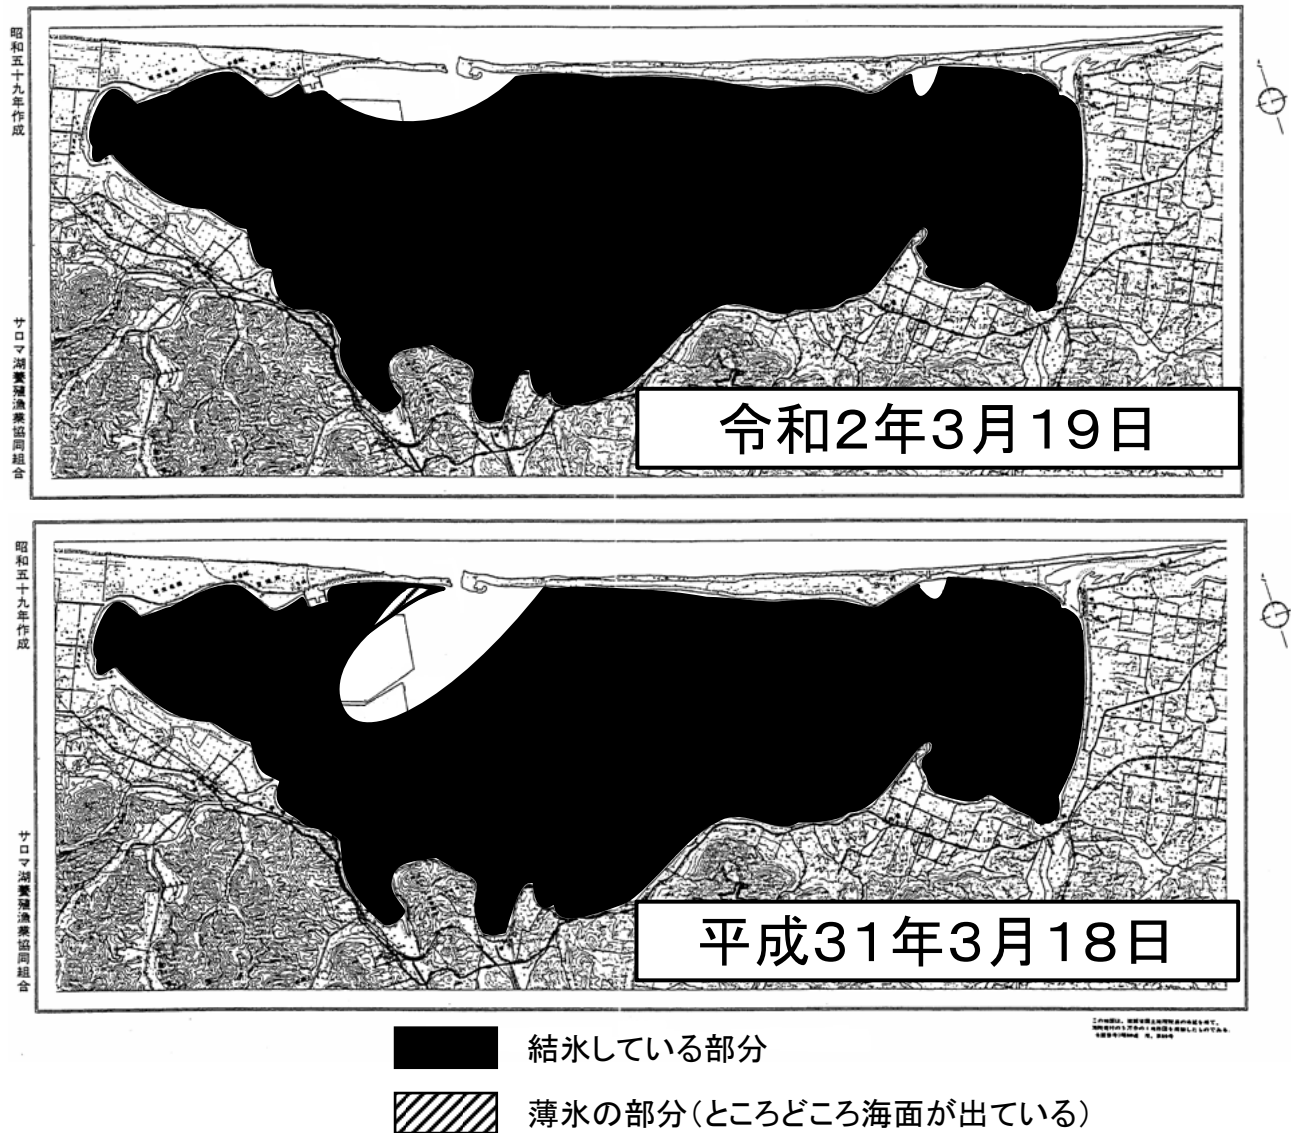 昭和五十九年作成
サロマ湖養殖漁業協同組合
令和2年3月19日
昭和五十九年作成
サロマ湖養殖漁業協同組合
平成31年3月18日
結氷している部分
薄氷の部分(ところどころ海面が出ている)